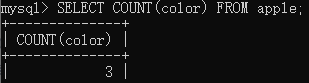 mysql> SELECT COUNT(color) FROM apple;
+--------------+
| COUNT(color) |
+--------------+
| 3 |